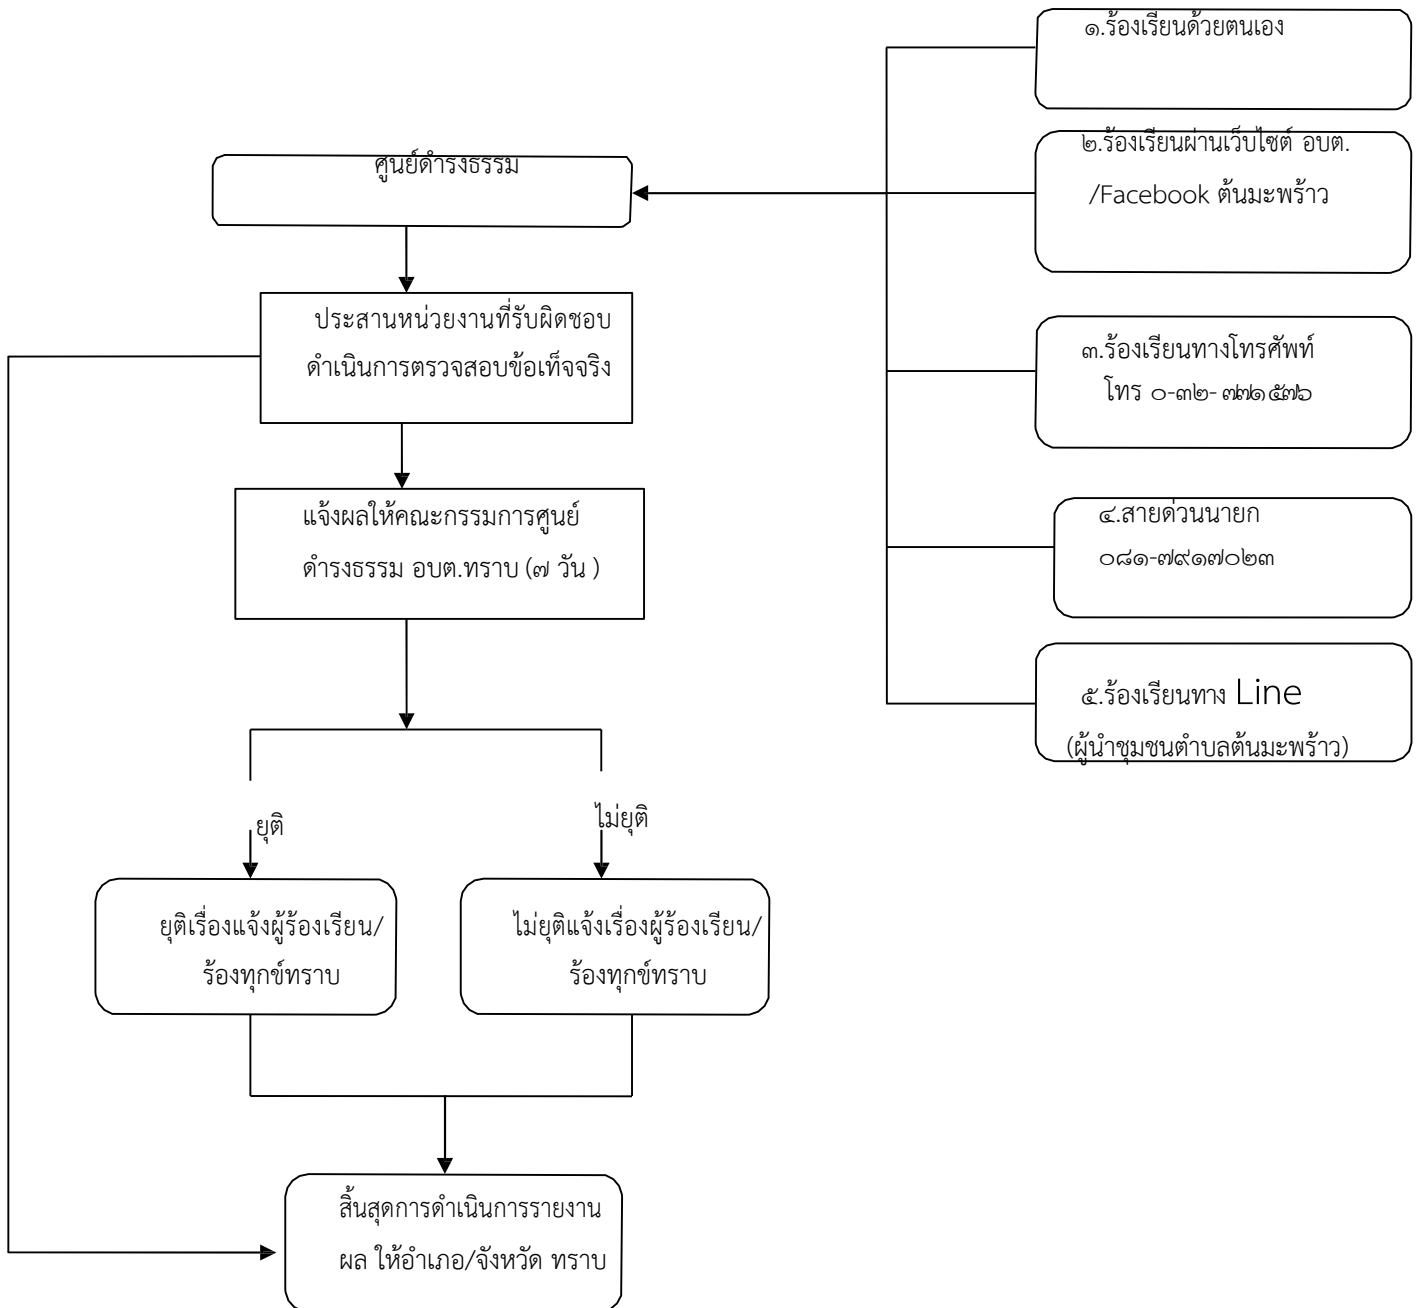 ๑.ร้องเรียนด้วยตนเอง
๒.ร้องเรียนผ่านเว็บไซต์ อบต.
/Facebook ต้นมะพร้าว
๓.ร้องเรียนทางโทรศัพท์
โทร ๐-๓๒- ๗๗๑๕๗๖
๔.สายด่วนนายก
๐๘๑-๗๙๑๗๐๒๓
๕.ร้องเรียนทาง Line
(ผู้นำชุมชนตำบลต้นมะพร้าว)
ศูนย์ดำรงธรรม
ประสานหน่วยงานที่รับผิดชอบ
ดำเนินการตรวจสอบข้อเท็จจริง
แจ้งผลให้คณะกรรมการศูนย์
ดำรงธรรม อบต.ทราบ (๗ วัน )
ยุติ
ไม่ยุติ
ยุติเรื่องแจ้งผู้ร้องเรียน/
ร้องทุกข์ทราบ
ไม่ยุติแจ้งเรื่องผู้ร้องเรียน/
ร้องทุกข์ทราบ
สิ้นสุดการดำเนินการรายงาน
ผล ให้อำเภอ/จังหวัด ทราบ